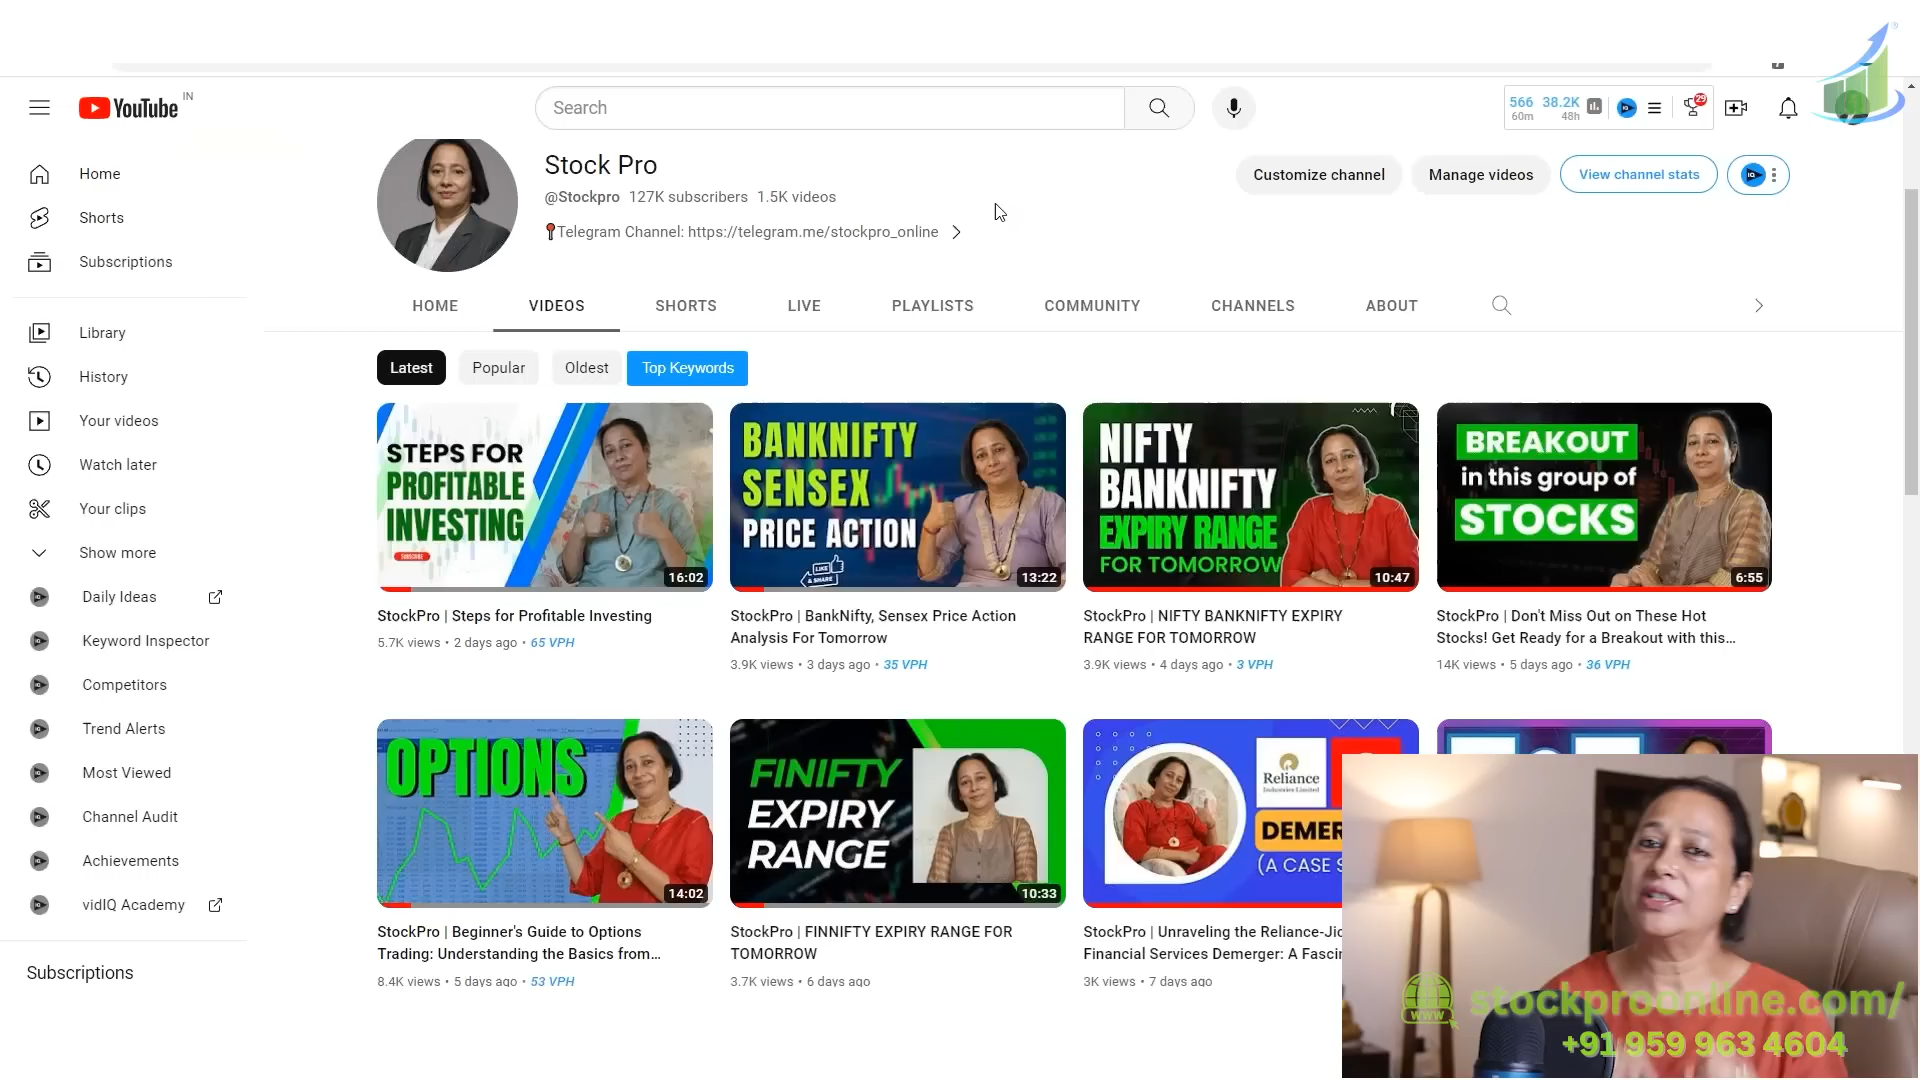 YouTube IN
Search
566 38.2K
60m 48h
29
Home
Shorts
Subscriptions
Library
History
Your videos
Watch later
Your clips
Show more
Daily Ideas
Keyword Inspector
Competitors
Trend Alerts
Most Viewed
Channel Audit
Achievements
vidIQ Academy
Subscriptions
Stock Pro
@Stockpro 127K subscribers 1.5K videos
Telegram Channel: https://telegram.me/stockpro_online
Customize channel
Manage videos
View channel stats
HOME VIDEOS SHORTS LIVE PLAYLISTS COMMUNITY CHANNELS ABOUT
Latest Popular Oldest Top Keywords
STEPS FOR
PROFITABLE
INVESTING
SUBSCRIBE
16:02
StockPro | Steps for Profitable Investing
5.7K views • 2 days ago • 65 VPH
BANKNIFTY
SENSEX
PRICE ACTION
LIKE
& SHARE
13:22
StockPro | BankNifty, Sensex Price Action
Analysis For Tomorrow
3.9K views • 3 days ago • 35 VPH
NIFTY
BANKNIFTY
EXPIRY RANGE
FOR TOMORROW
10:47
StockPro | NIFTY BANKNIFTY EXPIRY
RANGE FOR TOMORROW
3.9K views • 4 days ago • 3 VPH
BREAKOUT
in this group of
STOCKS
6:55
StockPro | Don't Miss Out on These Hot
Stocks! Get Ready for a Breakout with this...
14K views • 5 days ago • 36 VPH
OPTIONS
14:02
StockPro | Beginner's Guide to Options
Trading: Understanding the Basics from...
8.4K views • 5 days ago • 53 VPH
FINIFTY
EXPIRY
RANGE
10:33
StockPro | FINNIFTY EXPIRY RANGE FOR
TOMORROW
3.7K views • 6 days ago
Reliance
Industries Limited
DEMER
(A CASE S
StockPro | Unraveling the Reliance-Jio
Financial Services Demerger: A Fascin
3K views • 7 days ago
WWW
stockproonline.com/
+91 959 963 4604